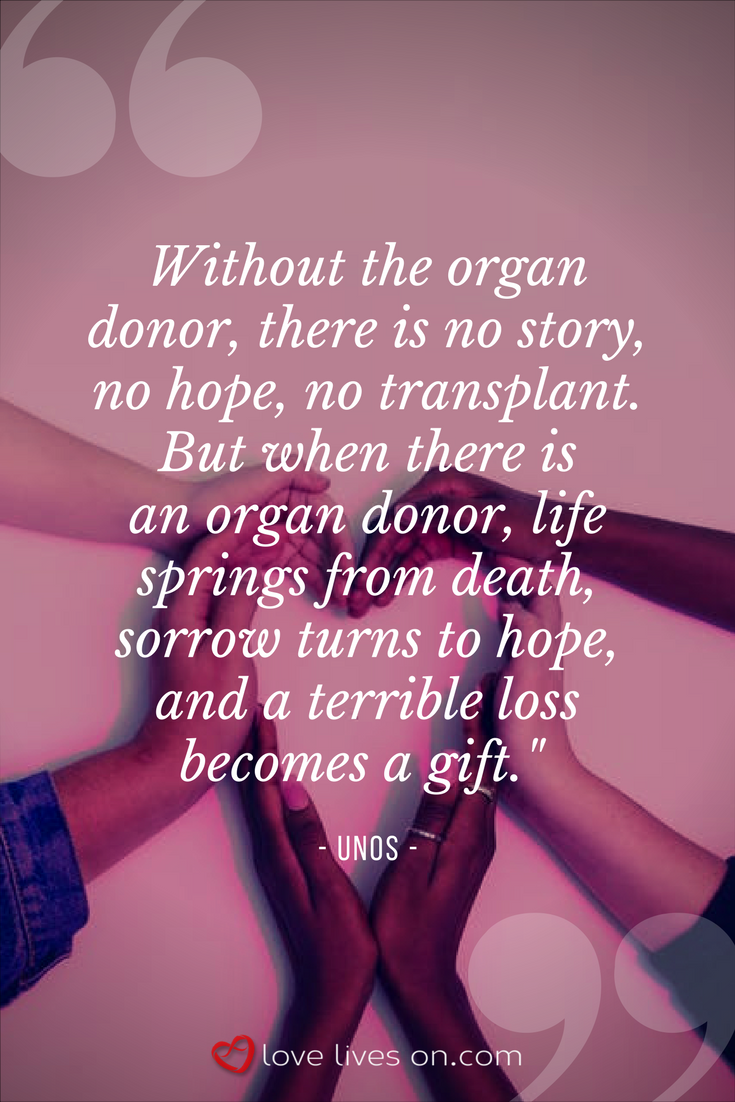 Without the organ
donor, there is no story,
no hope, no transplant.
But when there is
an organ donor, life
springs from death,
sorrow turns to hope,
and a terrible loss
becomes a gift."
- UNOS -
love lives on.com